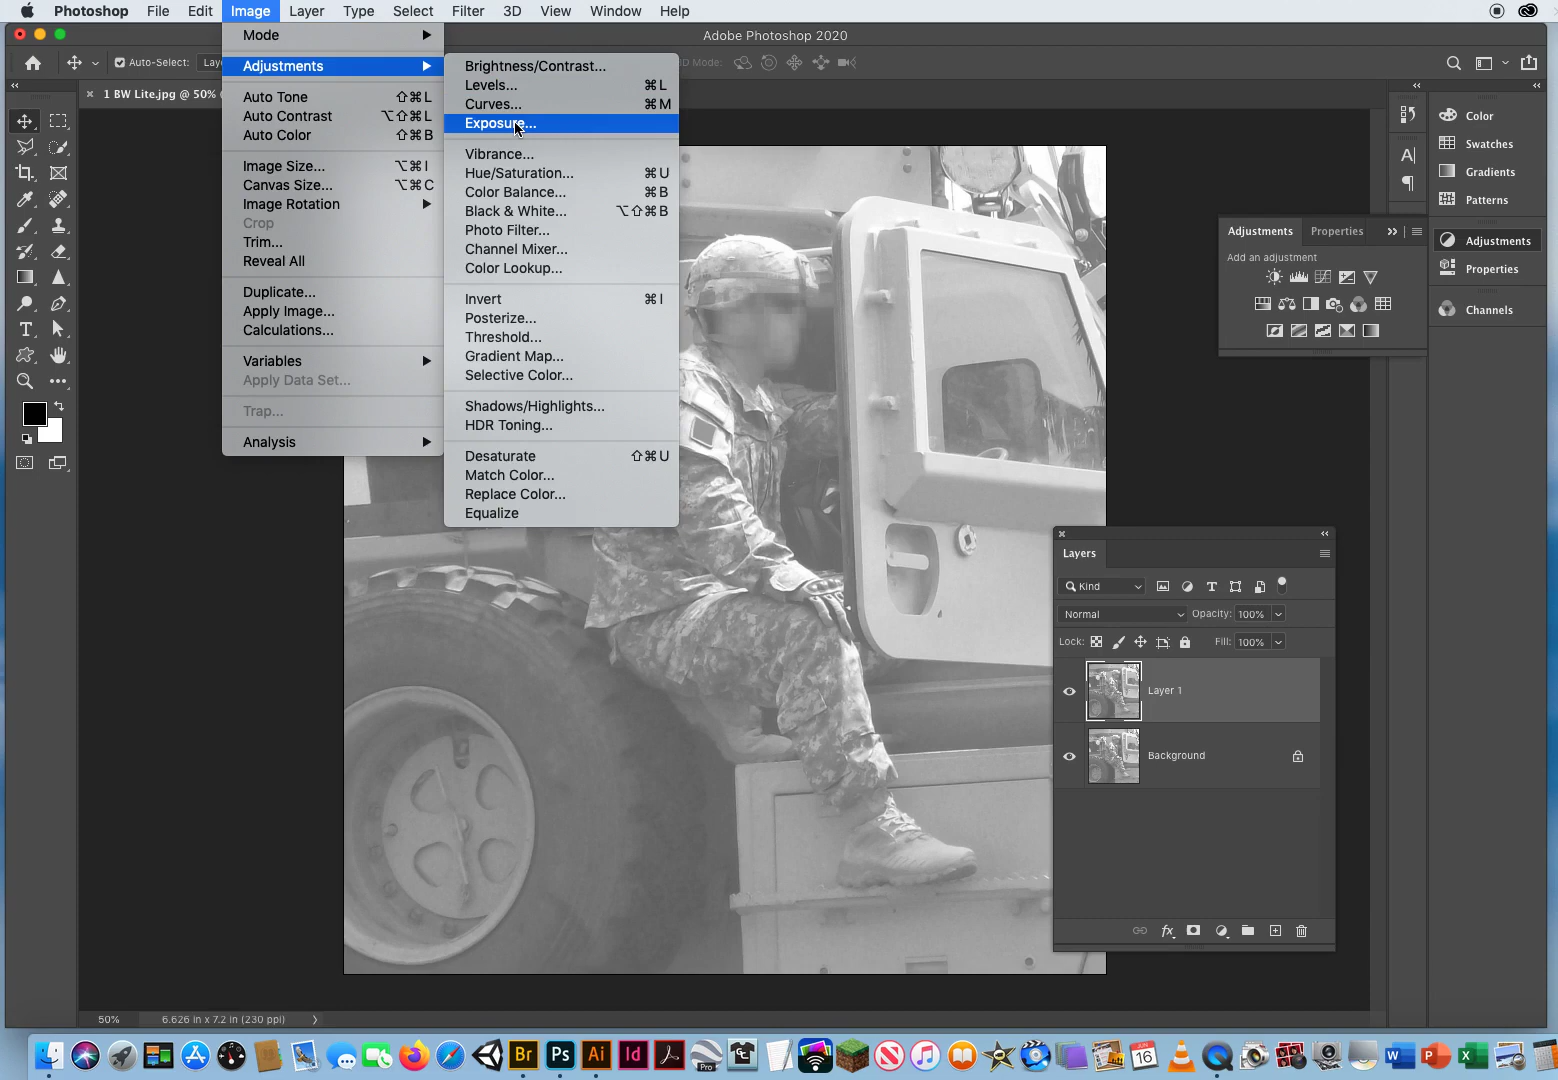 Photoshop File Edit Image Layer Type Select Filter 3D View Window Help
Adobe Photoshop 2020
Auto-Select: Lay
3D Mode:
1 BW Lite.jpg @ 50% (
Mode
Adjustments
Auto Tone ⇧⌘L
Auto Contrast ⌥⇧⌘L
Auto Color ⇧⌘B
Image Size... ⌥⌘I
Canvas Size... ⌥⌘C
Image Rotation
Crop
Trim...
Reveal All
Duplicate...
Apply Image...
Calculations...
Variables
Apply Data Set...
Trap...
Analysis
Brightness/Contrast...
Levels... ⌘L
Curves... ⌘M
Exposure...
Vibrance...
Hue/Saturation... ⌘U
Color Balance... ⌘B
Black & White... ⌥⇧⌘B
Photo Filter...
Channel Mixer...
Color Lookup...
Invert ⌘I
Posterize...
Threshold...
Gradient Map...
Selective Color...
Shadows/Highlights...
HDR Toning...
Desaturate ⇧⌘U
Match Color...
Replace Color...
Equalize
Adjustments Properties
Add an adjustment
Color
Swatches
Gradients
Patterns
Adjustments
Properties
Channels
Layers
Kind
Normal Opacity: 100%
Lock: Fill: 100%
Layer 1
Background
50% 6.626 in x 7.2 in (230 ppi)
Br Ps Ai Id Pro JUN 16 W P X